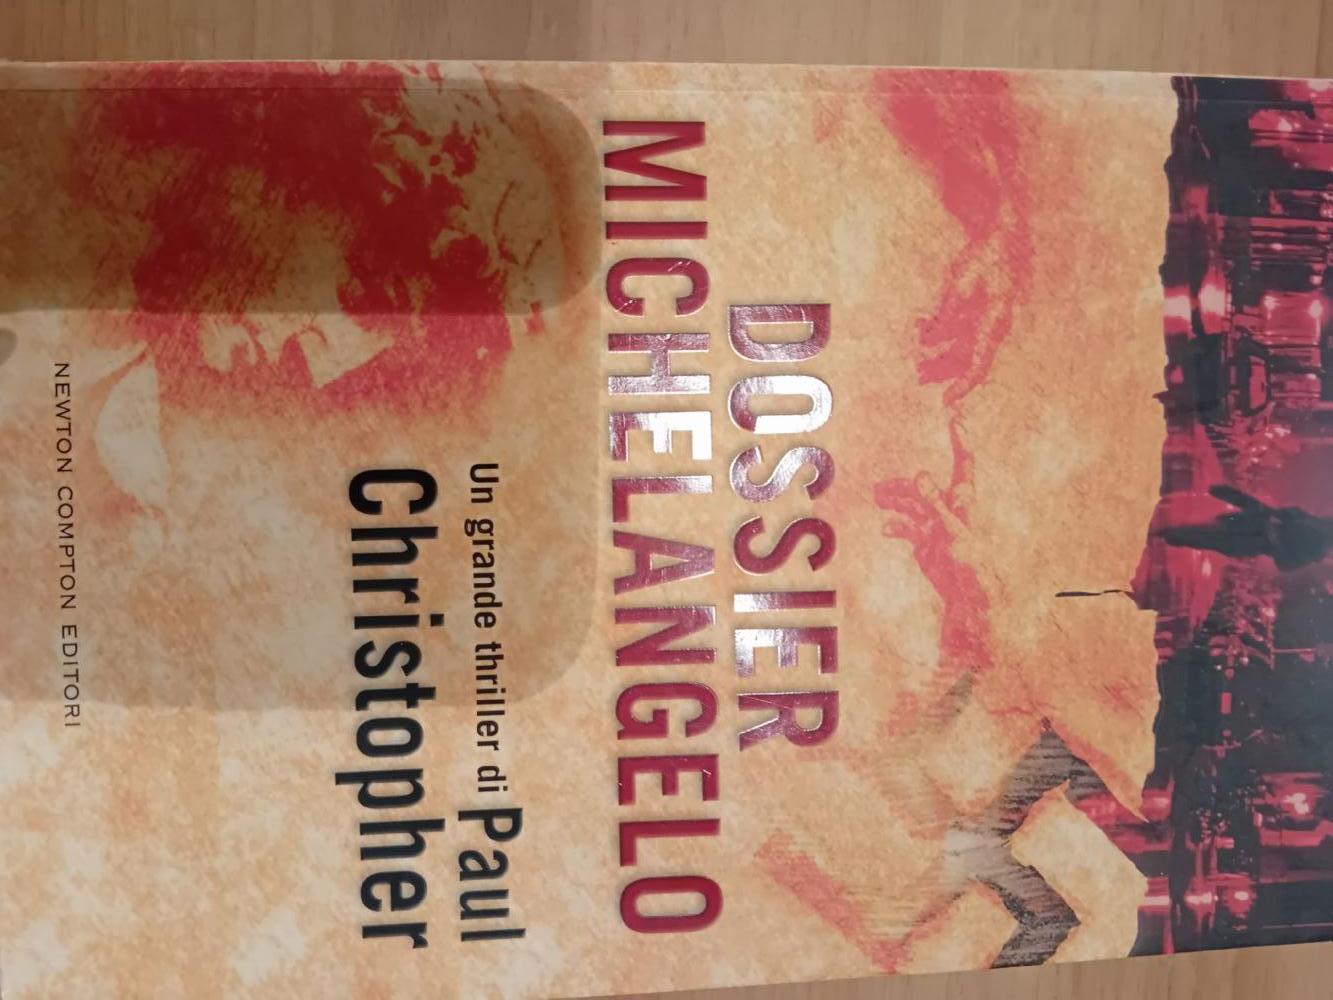 DOSSIER
MICHELANGELO
Un grande thriller di Paul
Christopher
NEWTON COMPTON EDITORI